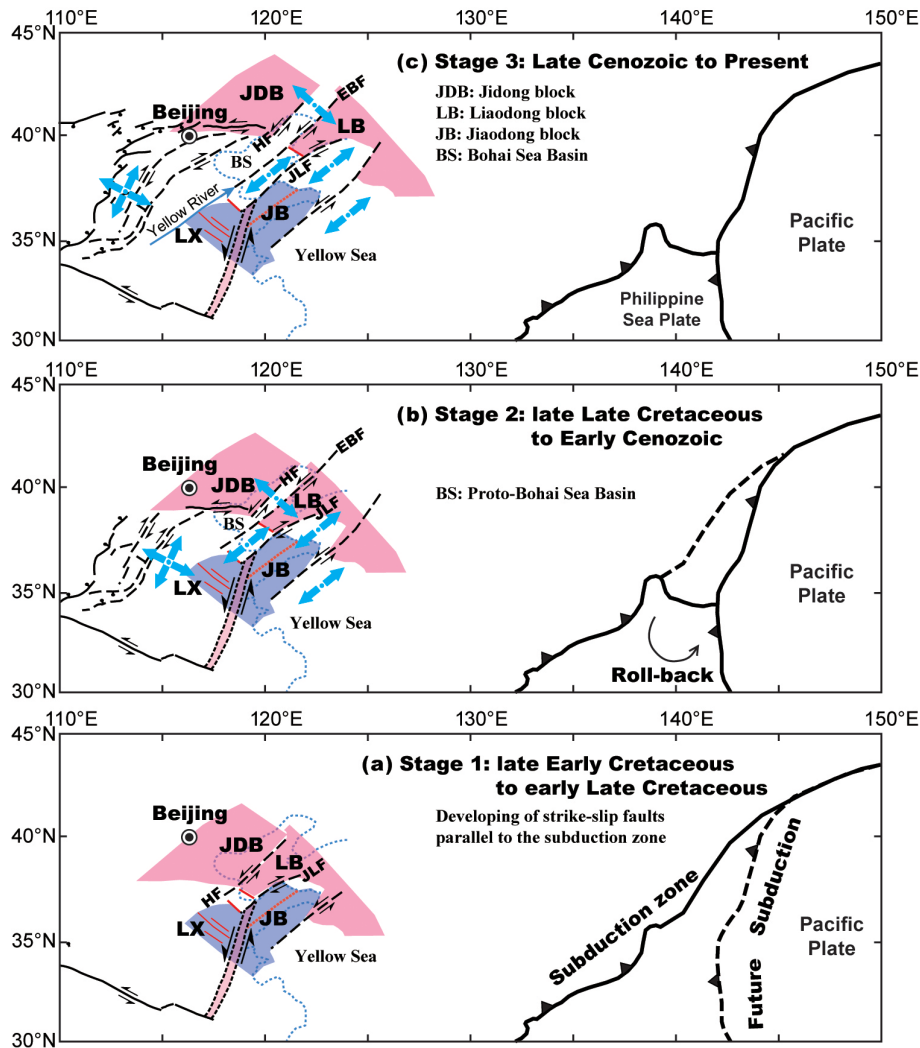 110°E 120°E 130°E 140°E 150°E
45°N
40°N
35°N
30°N
(c) Stage 3: Late Cenozoic to Present
JDB: Jidong block
LB: Liaodong block
JB: Jiaodong block
BS: Bohai Sea Basin
Beijing
JDB
EBF
HF
LB
BS
JLF
Yellow River
JB
LX
Yellow Sea
Pacific
Plate
Philippine
Sea Plate
110°E 120°E 130°E 140°E 150°E
45°N
40°N
35°N
30°N
(b) Stage 2: late Late Cretaceous
to Early Cenozoic
BS: Proto-Bohai Sea Basin
Beijing
JDB
EBF
HF
LB
JLF
BS
JB
LX
Yellow Sea
Pacific
Plate
Roll-back
110°E 120°E 130°E 140°E 150°E
45°N
40°N
35°N
30°N
(a) Stage 1: late Early Cretaceous
to early Late Cretaceous
Developing of strike-slip faults
parallel to the subduction zone
Beijing
JDB
LB
JLF
HF
LX
JB
Yellow Sea
Subduction zone
Future Subduction
Pacific
Plate